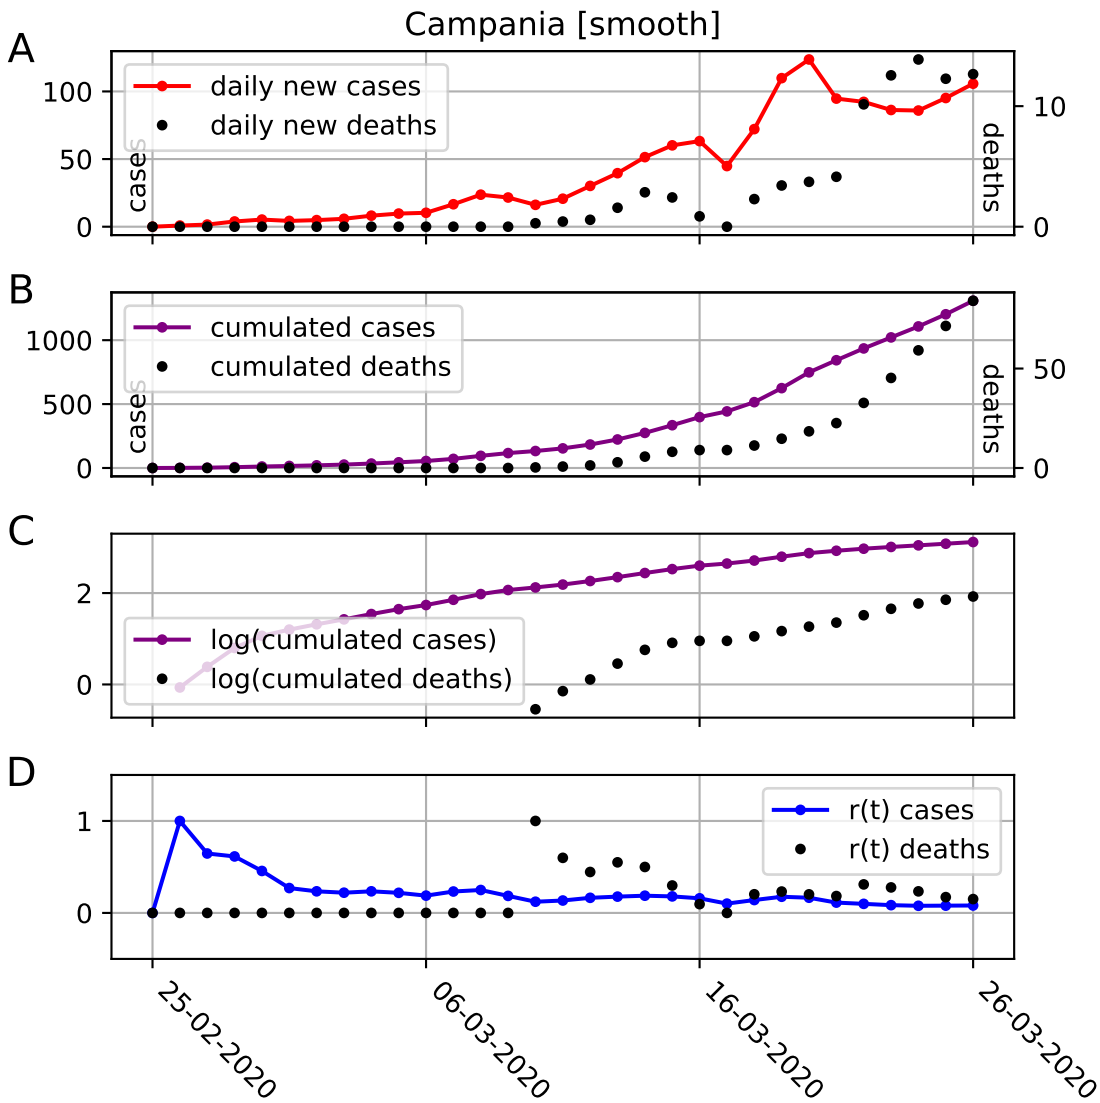 Campania [smooth]
A
daily new cases
daily new deaths
100
50
0
cases
10
0
deaths
B
cumulated cases
cumulated deaths
1000
500
0
cases
50
0
deaths
C
log(cumulated cases)
log(cumulated deaths)
2
0
D
r(t) cases
r(t) deaths
1
0
25-02-2020
06-03-2020
16-03-2020
26-03-2020